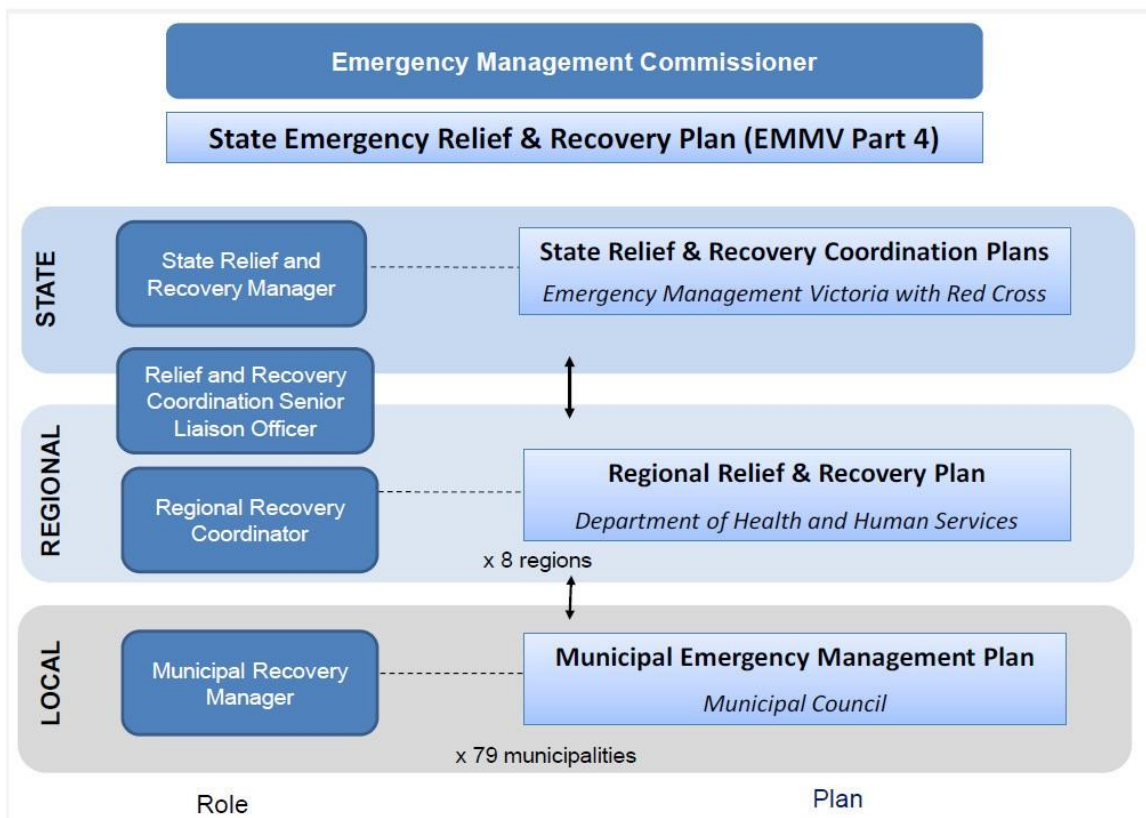 Emergency Management Commissioner
State Emergency Relief & Recovery Plan (EMMV Part 4)
STATE
State Relief and
Recovery Manager
State Relief & Recovery Coordination Plans
Emergency Management Victoria with Red Cross
Relief and Recovery
Coordination Senior
Liaison Officer
REGIONAL
Regional Recovery
Coordinator
Regional Relief & Recovery Plan
Department of Health and Human Services
x 8 regions
LOCAL
Municipal Recovery
Manager
Municipal Emergency Management Plan
Municipal Council
x 79 municipalities
Role
Plan